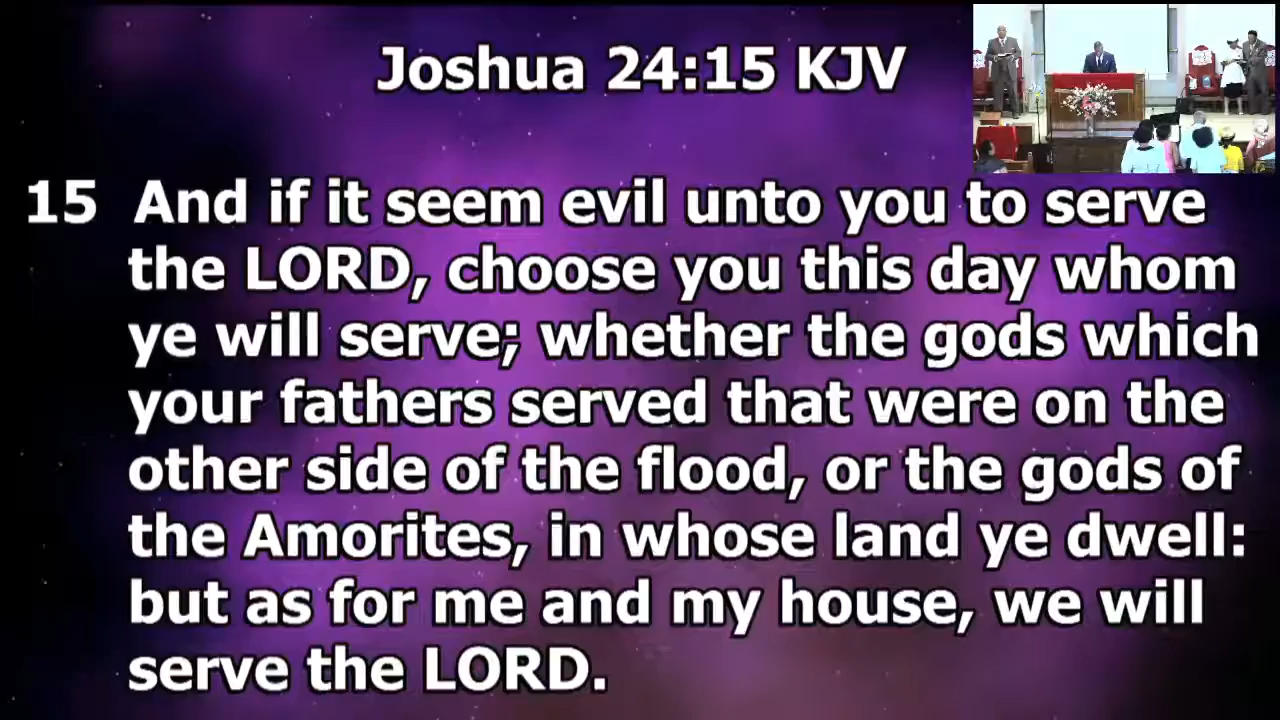 Joshua 24:15 KJV
15 And if it seem evil unto you to serve
the LORD, choose you this day whom
ye will serve; whether the gods which
your fathers served that were on the
other side of the flood, or the gods of
the Amorites, in whose land ye dwell:
but as for me and my house, we will
serve the LORD.